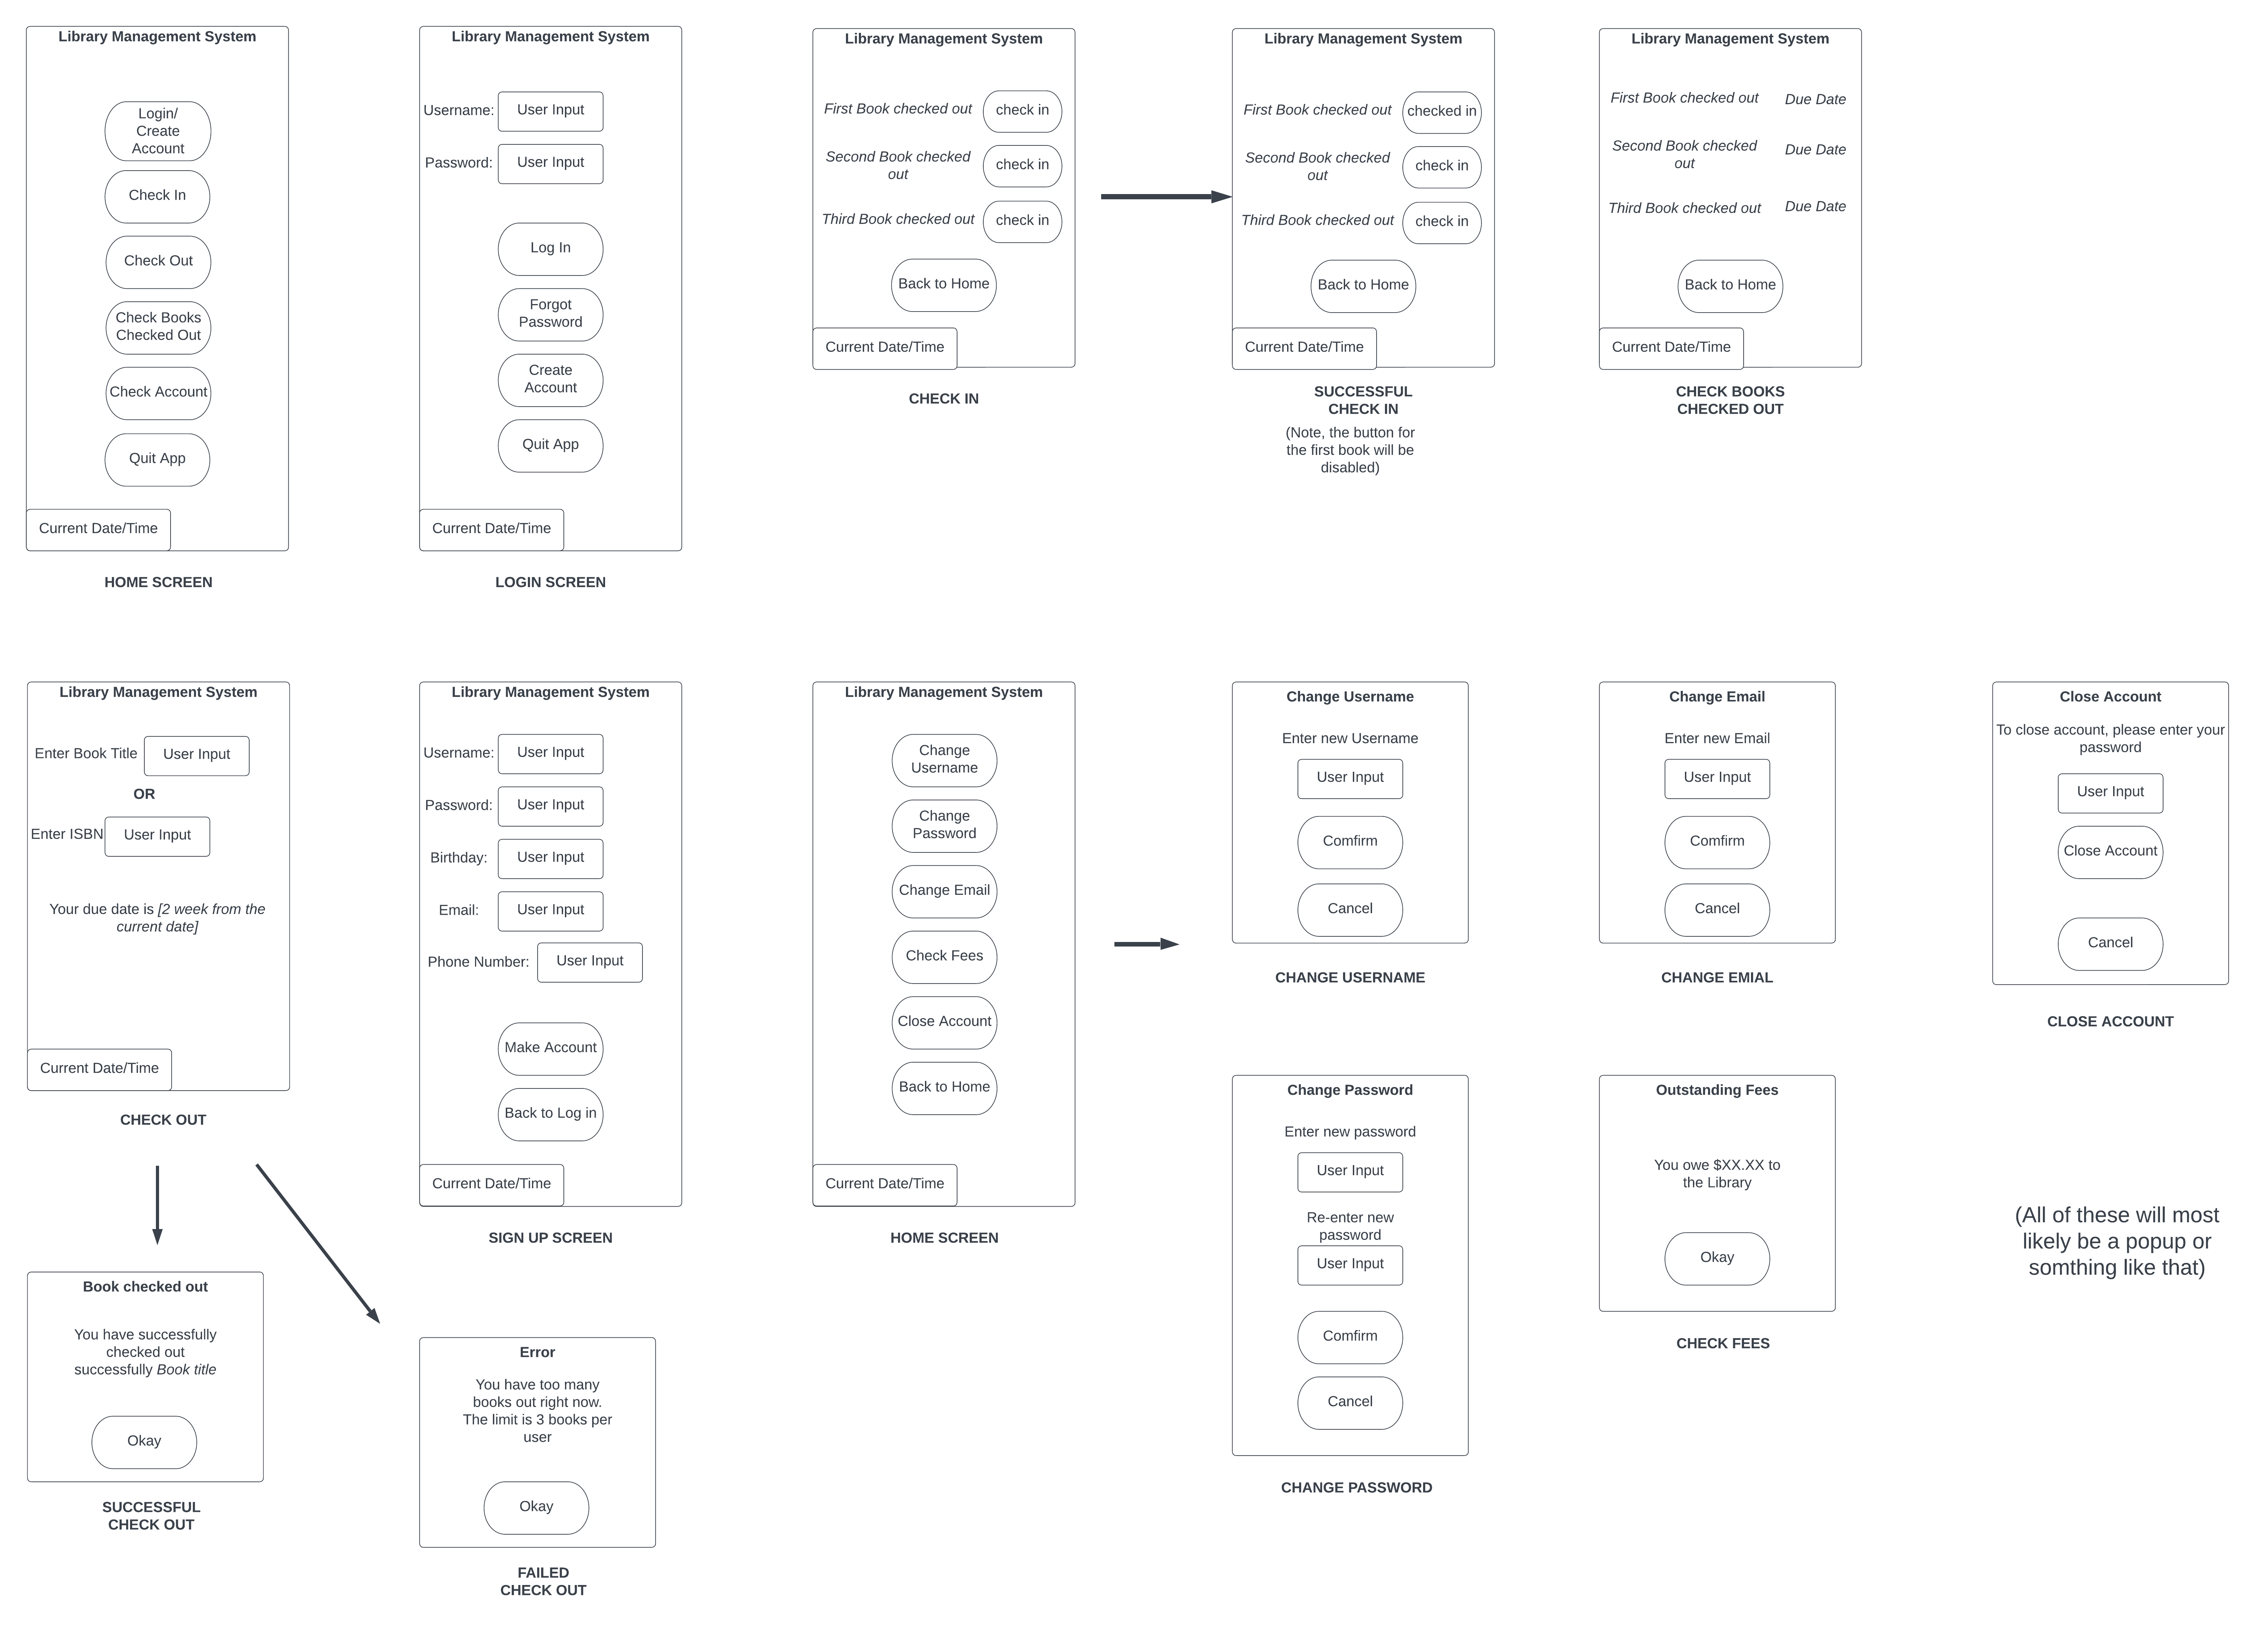 Library Management System
Login/
Create
Account
Check In
Check Out
Check Books
Checked Out
Check Account
Quit App
Current Date/Time
HOME SCREEN
Library Management System
Username:
User Input
Password:
User Input
Log In
Forgot
Password
Create
Account
Quit App
Current Date/Time
LOGIN SCREEN
Library Management System
First Book checked out
check in
Second Book checked
out
check in
Third Book checked out
check in
Back to Home
Current Date/Time
CHECK IN
Library Management System
First Book checked out
checked in
Second Book checked
out
check in
Third Book checked out
check in
Back to Home
Current Date/Time
SUCCESSFUL
CHECK IN
(Note, the button for
the first book will be
disabled)
Library Management System
First Book checked out
Due Date
Second Book checked
out
Due Date
Third Book checked out
Due Date
Back to Home
Current Date/Time
CHECK BOOKS
CHECKED OUT
Library Management System
Enter Book Title
User Input
OR
Enter ISBN
User Input
Your due date is [2 week from the
current date]
Current Date/Time
CHECK OUT
Book checked out
You have successfully
checked out
successfully Book title
Okay
SUCCESSFUL
CHECK OUT
Library Management System
Username:
User Input
Password:
User Input
Birthday:
User Input
Email:
User Input
Phone Number:
User Input
Make Account
Back to Log in
Current Date/Time
SIGN UP SCREEN
Error
You have too many
books out right now.
The limit is 3 books per
user
Okay
FAILED
CHECK OUT
Library Management System
Change
Username
Change
Password
Change Email
Check Fees
Close Account
Back to Home
Current Date/Time
HOME SCREEN
Change Username
Enter new Username
User Input
Comfirm
Cancel
CHANGE USERNAME
Change Email
Enter new Email
User Input
Comfirm
Cancel
CHANGE EMIAL
Close Account
To close account, please enter your
password
User Input
Close Account
Cancel
CLOSE ACCOUNT
Change Password
Enter new password
User Input
Re-enter new
password
User Input
Comfirm
Cancel
CHANGE PASSWORD
Outstanding Fees
You owe $XX.XX to
the Library
Okay
CHECK FEES
(All of these will most
likely be a popup or
somthing like that)